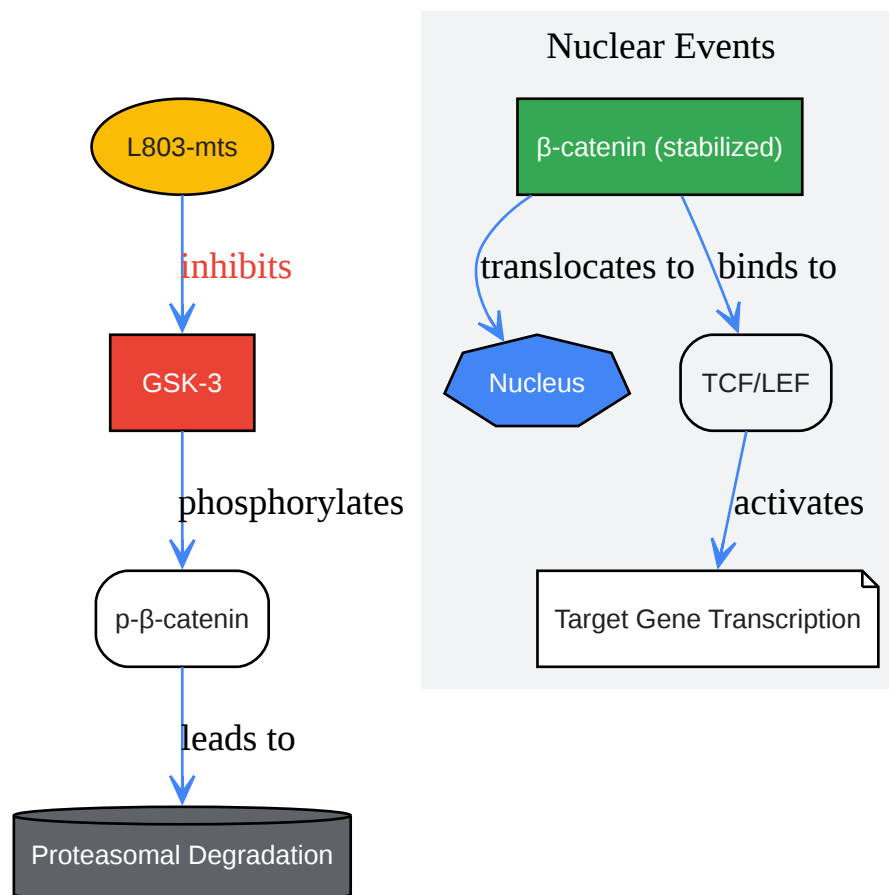 Nuclear Events
L803-mts
β-catenin (stabilized)
inhibits
translocates to
binds to
GSK-3
Nucleus
TCF/LEF
phosphorylates
activates
p-β-catenin
Target Gene Transcription
leads to
Proteasomal Degradation